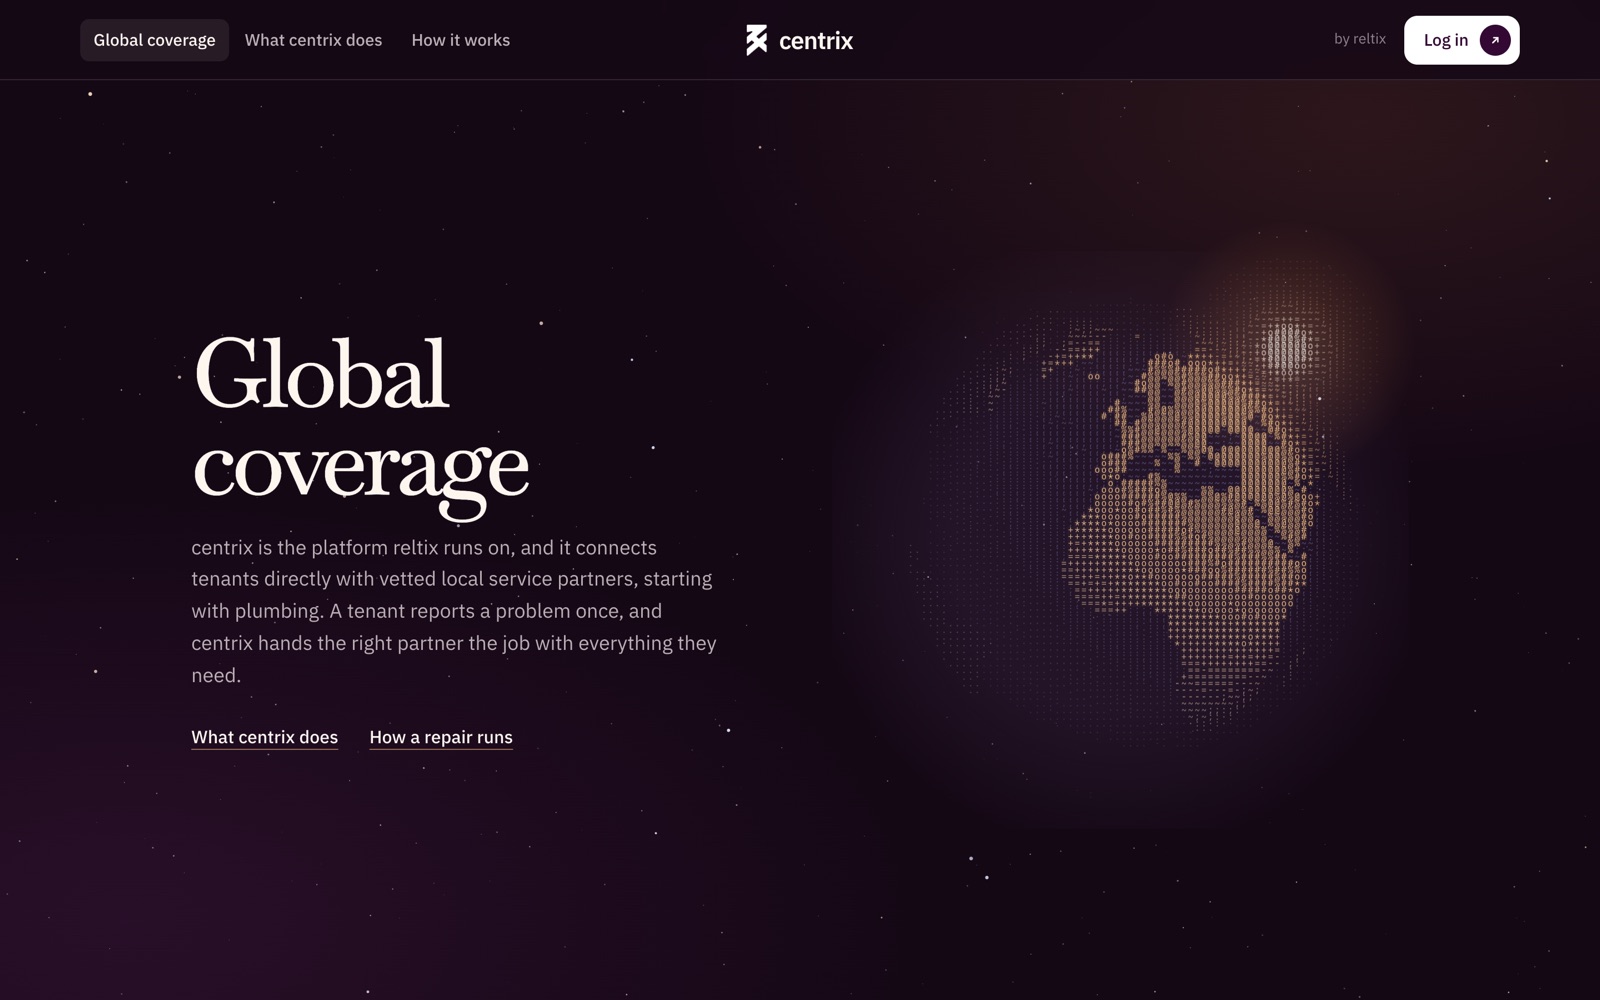 Global coverage
What centrix does
How it works
centrix
by reltix
Log in
Global
coverage
centrix is the platform reltix runs on, and it connects
tenants directly with vetted local service partners, starting
with plumbing. A tenant reports a problem once, and
centrix hands the right partner the job with everything they
need.
What centrix does
How a repair runs